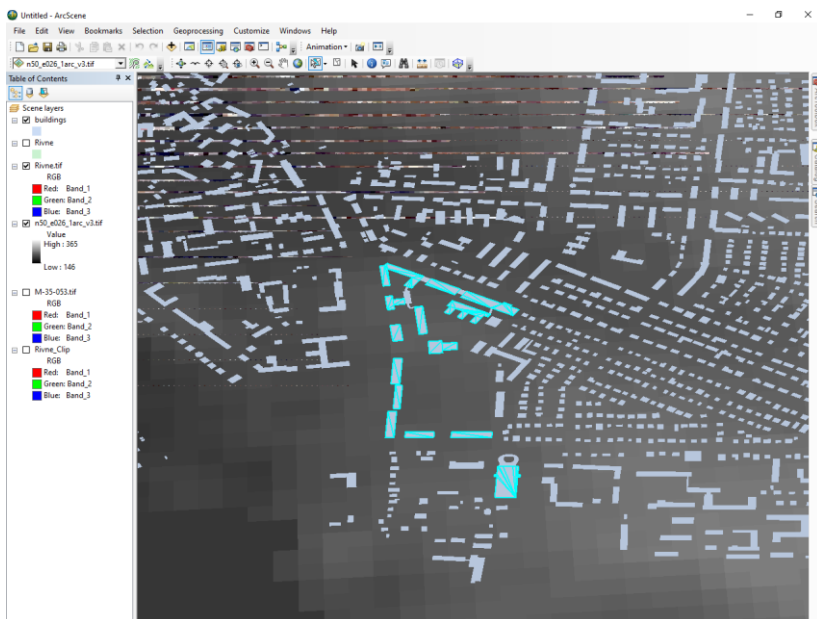 Untitled - ArcScene
File Edit View Bookmarks Selection Geoprocessing Customize Windows Help
Animation
n50_e026_1arc_v3.tif
Table of Contents
Scene layers
buildings
Rivne
Rivne.tif
RGB
Red: Band_1
Green: Band_2
Blue: Band_3
n50_e026_1arc_v3.tif
Value
High : 365
Low : 146
M-35-053.tif
RGB
Red: Band_1
Green: Band_2
Blue: Band_3
Rivne_Clip
RGB
Red: Band_1
Green: Band_2
Blue: Band_3